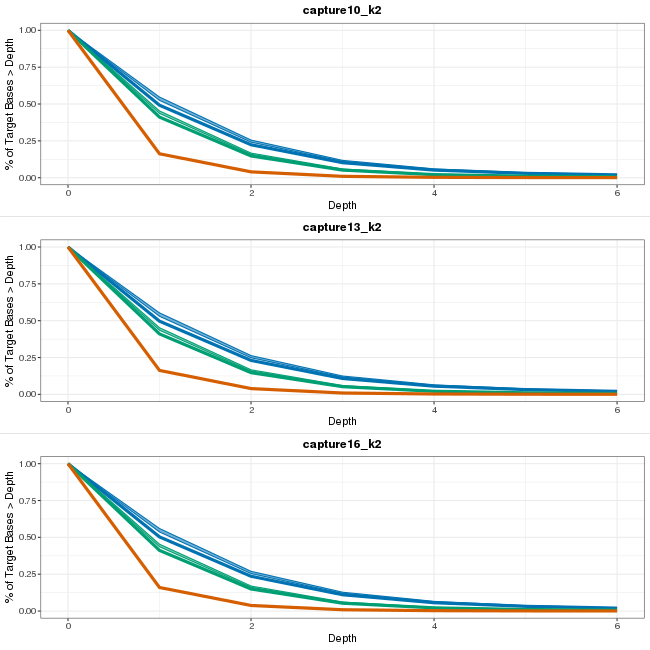 capture10_k2
% of Target Bases > Depth
1.00
0.75
0.50
0.25
0.00
0 2 4 6
Depth
capture13_k2
% of Target Bases > Depth
1.00
0.75
0.50
0.25
0.00
0 2 4 6
Depth
capture16_k2
% of Target Bases > Depth
1.00
0.75
0.50
0.25
0.00
0 2 4 6
Depth